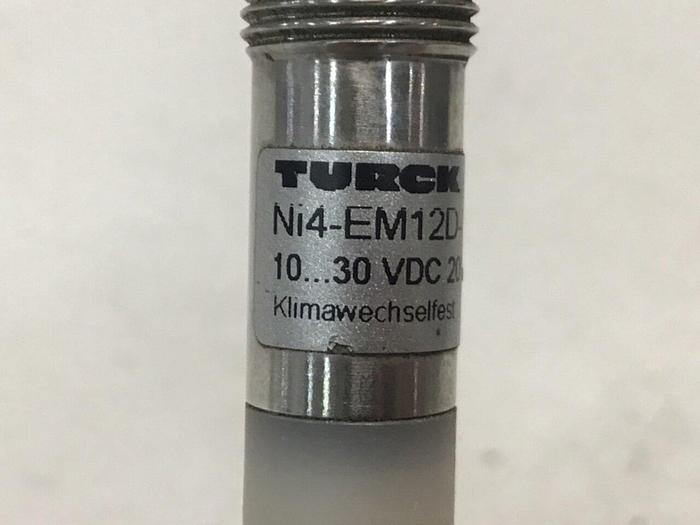 TURCK
Ni4-EM12D-
10...30 VDC 20
Klimawechselfest